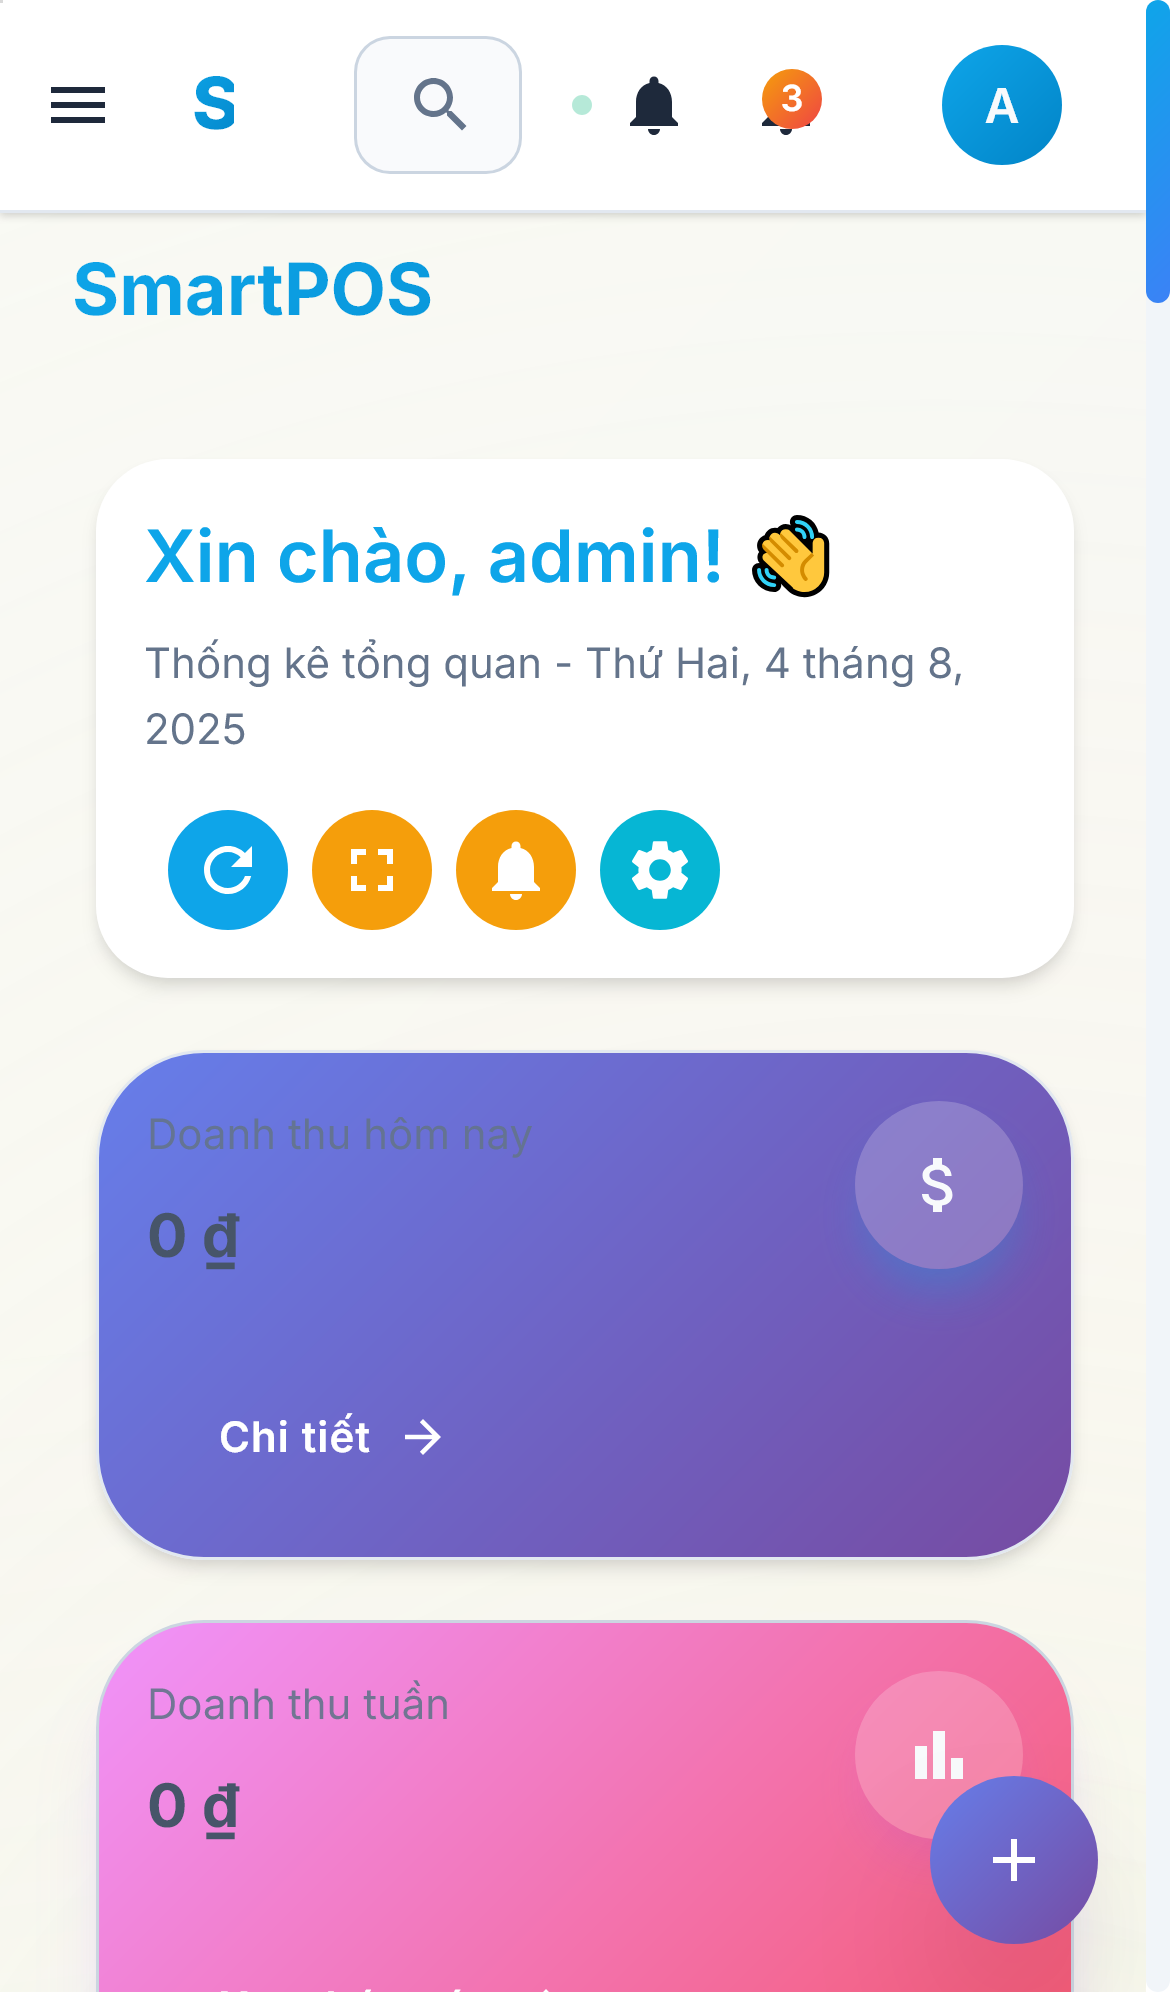 S
3
A
SmartPOS
Xin chào, admin! 👋
Thống kê tổng quan - Thứ Hai, 4 tháng 8,
2025
Doanh thu hôm nay
$
0 ₫
Chi tiết →
Doanh thu tuần
0 ₫
+